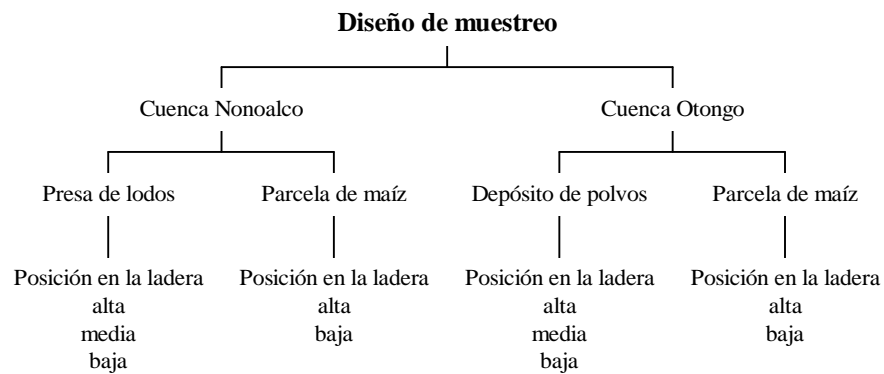 Diseño de muestreo
Cuenca Nonoalco
Cuenca Otongo
Presa de lodos
Parcela de maíz
Depósito de polvos
Parcela de maíz
Posición en la ladera
alta
media
baja
Posición en la ladera
alta
baja
Posición en la ladera
alta
media
baja
Posición en la ladera
alta
baja